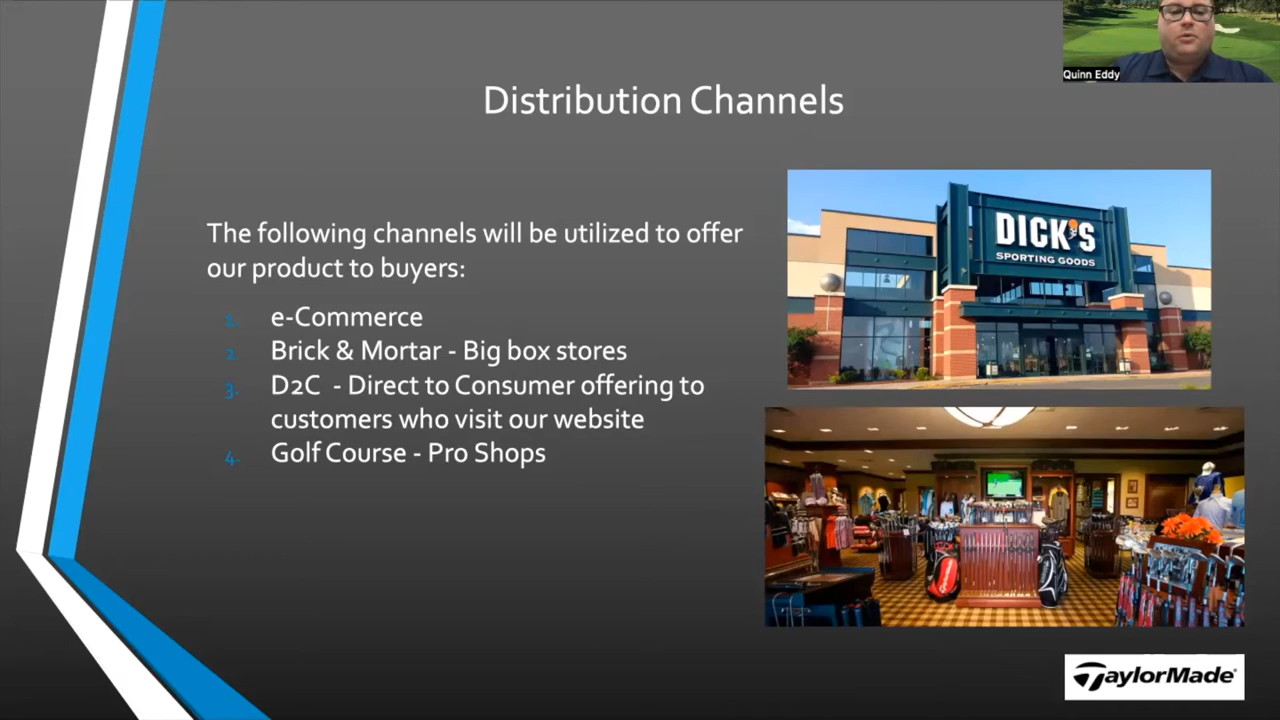 Quinn Eddy
Distribution Channels
The following channels will be utilized to offer
our product to buyers:
1. e-Commerce
2. Brick & Mortar - Big box stores
3. D2C - Direct to Consumer offering to
customers who visit our website
4. Golf Course - Pro Shops
DICK'S
SPORTING GOODS
TaylorMade
TaylorMade